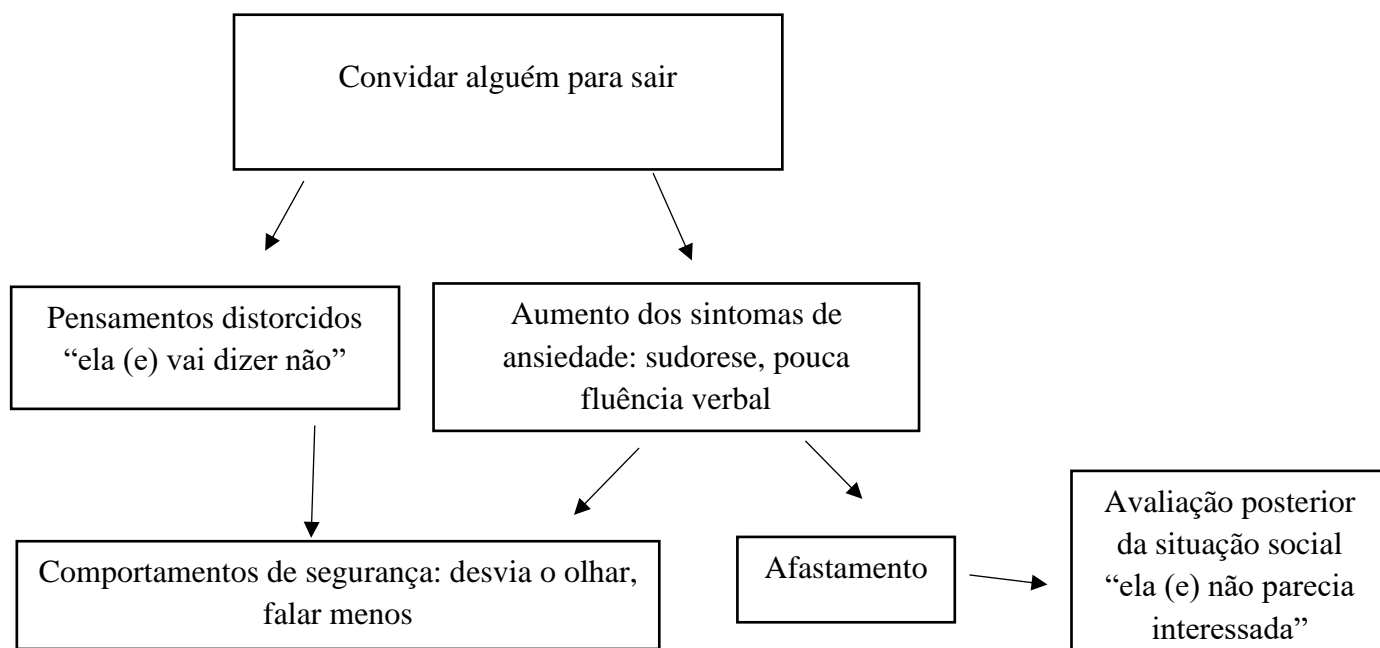 Convidar alguém para sair
Pensamentos distorcidos
“ela (e) vai dizer não”
Aumento dos sintomas de
ansiedade: sudorese, pouca
fluência verbal
Comportamentos de segurança: desvia o olhar,
falar menos
Afastamento
Avaliação posterior
da situação social
“ela (e) não parecia
interessada”